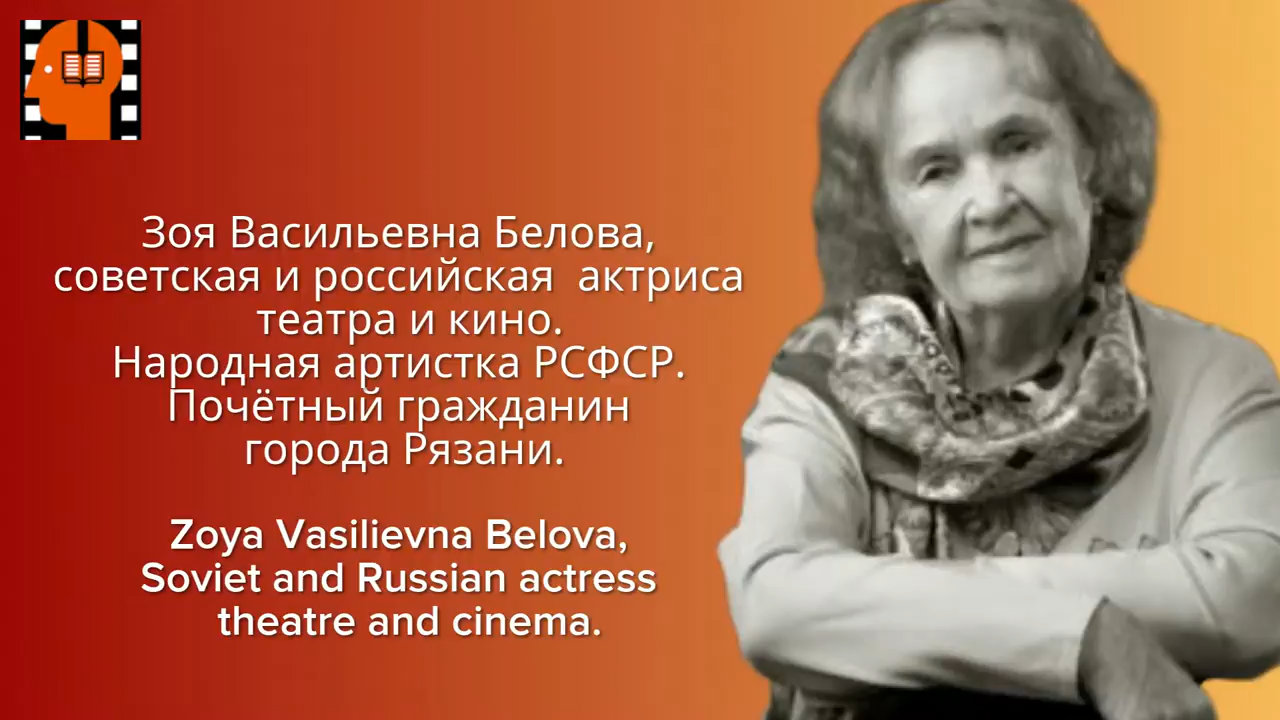 Зоя Васильевна Белова,
советская и российская актриса
театра и кино.
Народная артистка РСФСР.
Почётный гражданин
города Рязани.
Zoya Vasilievna Belova,
Soviet and Russian actress
theatre and cinema.